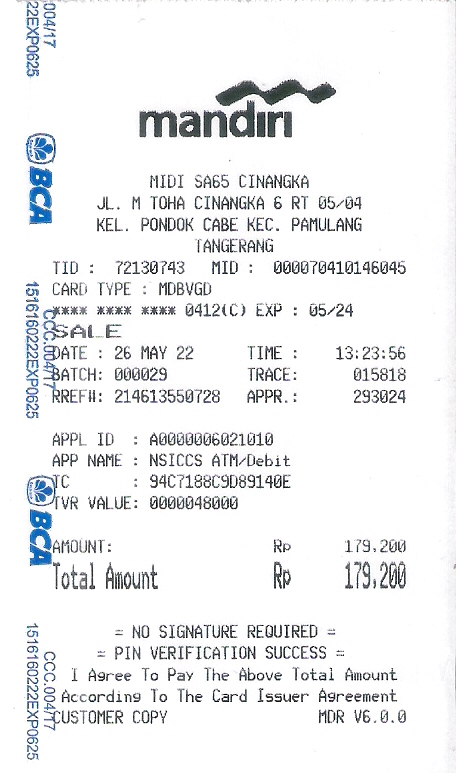 mandiri
MIDI SA65 CINANGKA
JL. M TOHA CINANGKA 6 RT 05/04
KEL. PONDOK CABE KEC. PAMULANG
TANGERANG
TID : 72130743 MID : 000070410146045
CARD TYPE : MDBVGD
**** **** **** 0412(C) EXP : 05/24
SALE
DATE : 26 MAY 22 TIME : 13:23:56
BATCH: 000029 TRACE: 015818
RREF#: 214613550728 APPR.: 293024
APPL ID : A0000006021010
APP NAME : NSICCS ATM/Debit
TC : 94C7188C9D89140E
TVR VALUE: 0000048000
AMOUNT: Rp 179.200
Total Amount Rp 179.200
= NO SIGNATURE REQUIRED =
= PIN VERIFICATION SUCCESS =
I Agree To Pay The Above Total Amount
According To The Card Issuer Agreement
CUSTOMER COPY MDR V6.0.0
004/17
22EXP0625
BCA
CCC.004/17
1516160222EXP0625
BCA
CCC.004/17
1516160222EXP0625